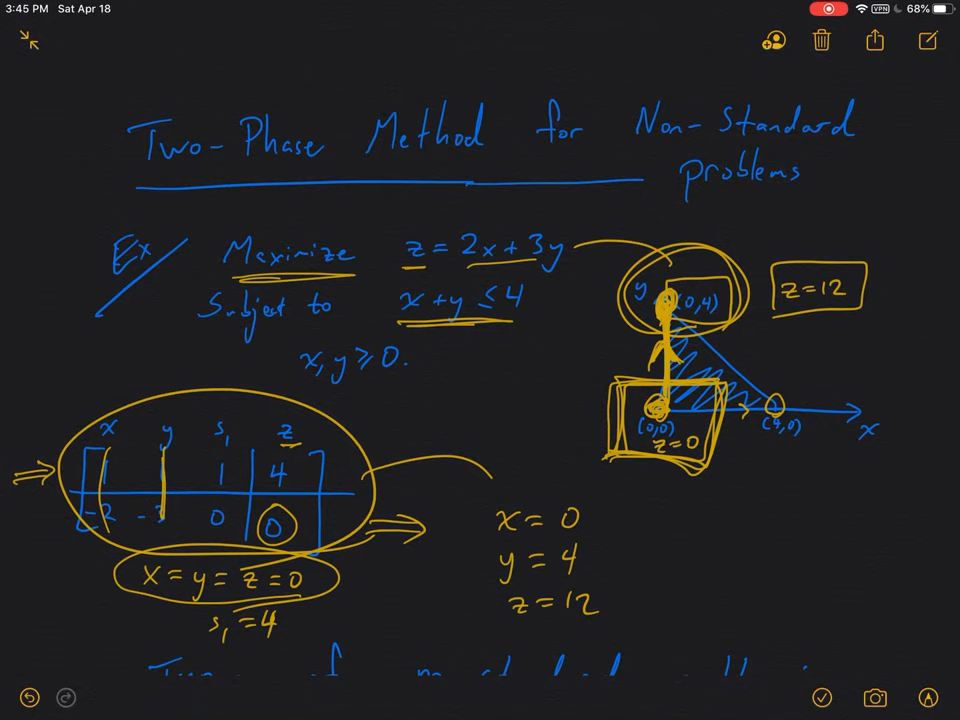 3:45 PM Sat Apr 18
VPN 68%
Two-Phase Method for Non-Standard
problems
Ex Maximize z = 2x + 3y
Subject to x + y ≤ 4
x, y ≥ 0.
y (0,4)
z = 12
(0,0) (4,0) x
z = 0
x y s₁ z
1 1 1 4
-2 -3 0 0
x = y = z = 0
s₁ = 4
x = 0
y = 4
z = 12